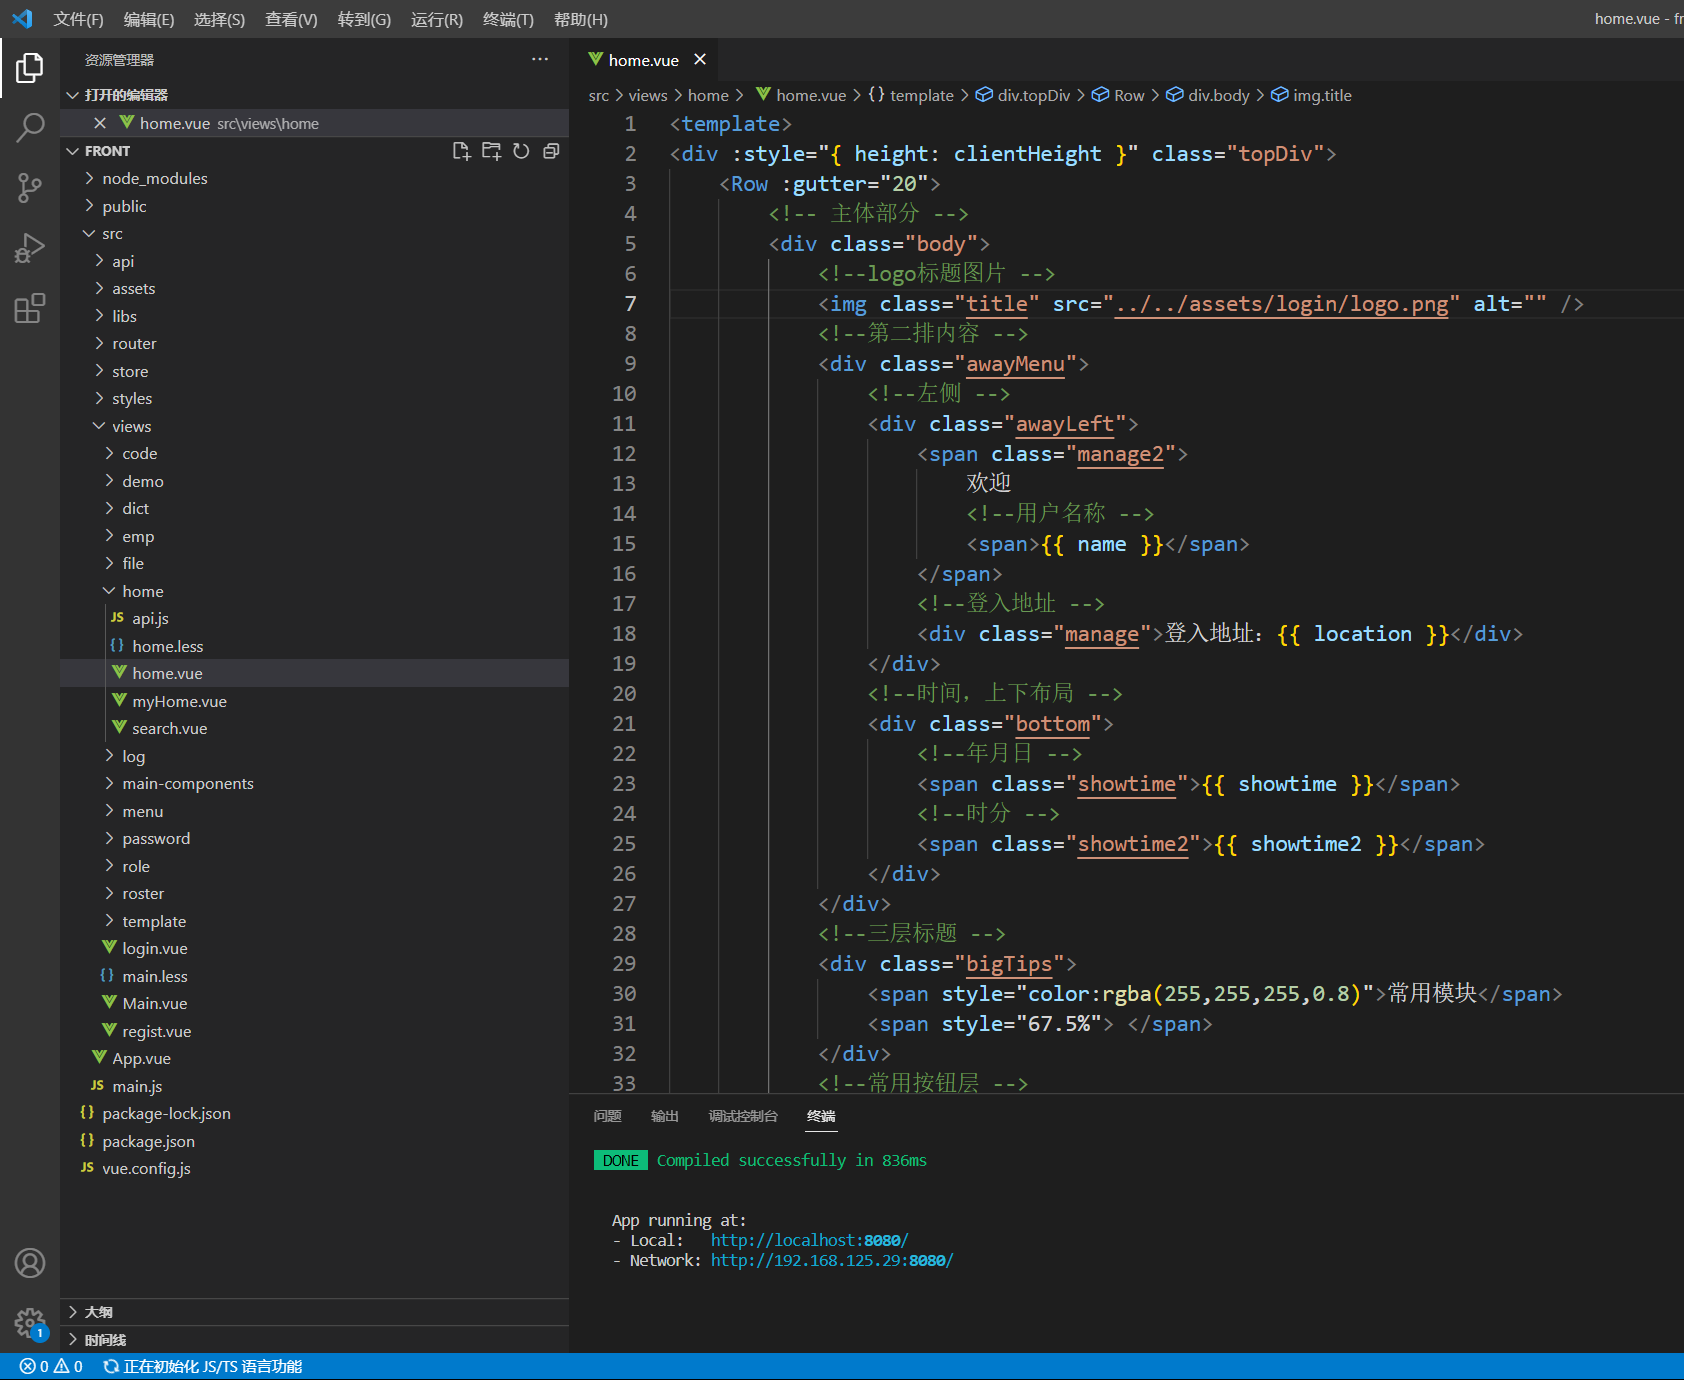 文件(F) 编辑(E) 选择(S) 查看(V) 转到(G) 运行(R) 终端(T) 帮助(H)
home.vue - fr
资源管理器
打开的编辑器
home.vue src\views\home
FRONT
node_modules
public
src
api
assets
libs
router
store
styles
views
code
demo
dict
emp
file
home
JS api.js
{} home.less
home.vue
myHome.vue
search.vue
log
main-components
menu
password
role
roster
template
login.vue
{} main.less
Main.vue
regist.vue
App.vue
JS main.js
{} package-lock.json
{} package.json
JS vue.config.js
大纲
时间线
home.vue
src > views > home > home.vue > {} template > div.topDiv > Row > div.body > img.title
1 <template>
2 <div :style="{ height: clientHeight }" class="topDiv">
3 <Row :gutter="20">
4 <!-- 主体部分 -->
5 <div class="body">
6 <!--logo标题图片 -->
7 <img class="title" src="../../assets/login/logo.png" alt="" />
8 <!--第二排内容 -->
9 <div class="awayMenu">
10 <!--左侧 -->
11 <div class="awayLeft">
12 <span class="manage2">
13 欢迎
14 <!--用户名称 -->
15 <span>{{ name }}</span>
16 </span>
17 <!--登入地址 -->
18 <div class="manage">登入地址：{{ location }}</div>
19 </div>
20 <!--时间，上下布局 -->
21 <div class="bottom">
22 <!--年月日 -->
23 <span class="showtime">{{ showtime }}</span>
24 <!--时分 -->
25 <span class="showtime2">{{ showtime2 }}</span>
26 </div>
27 </div>
28 <!--三层标题 -->
29 <div class="bigTips">
30 <span style="color:rgba(255,255,255,0.8)">常用模块</span>
31 <span style="67.5%"> </span>
32 </div>
33 <!--常用按钮层 -->
问题 输出 调试控制台 终端
DONE Compiled successfully in 836ms
App running at:
- Local: http://localhost:8080/
- Network: http://192.168.125.29:8080/
1
0 0 正在初始化 JS/TS 语言功能